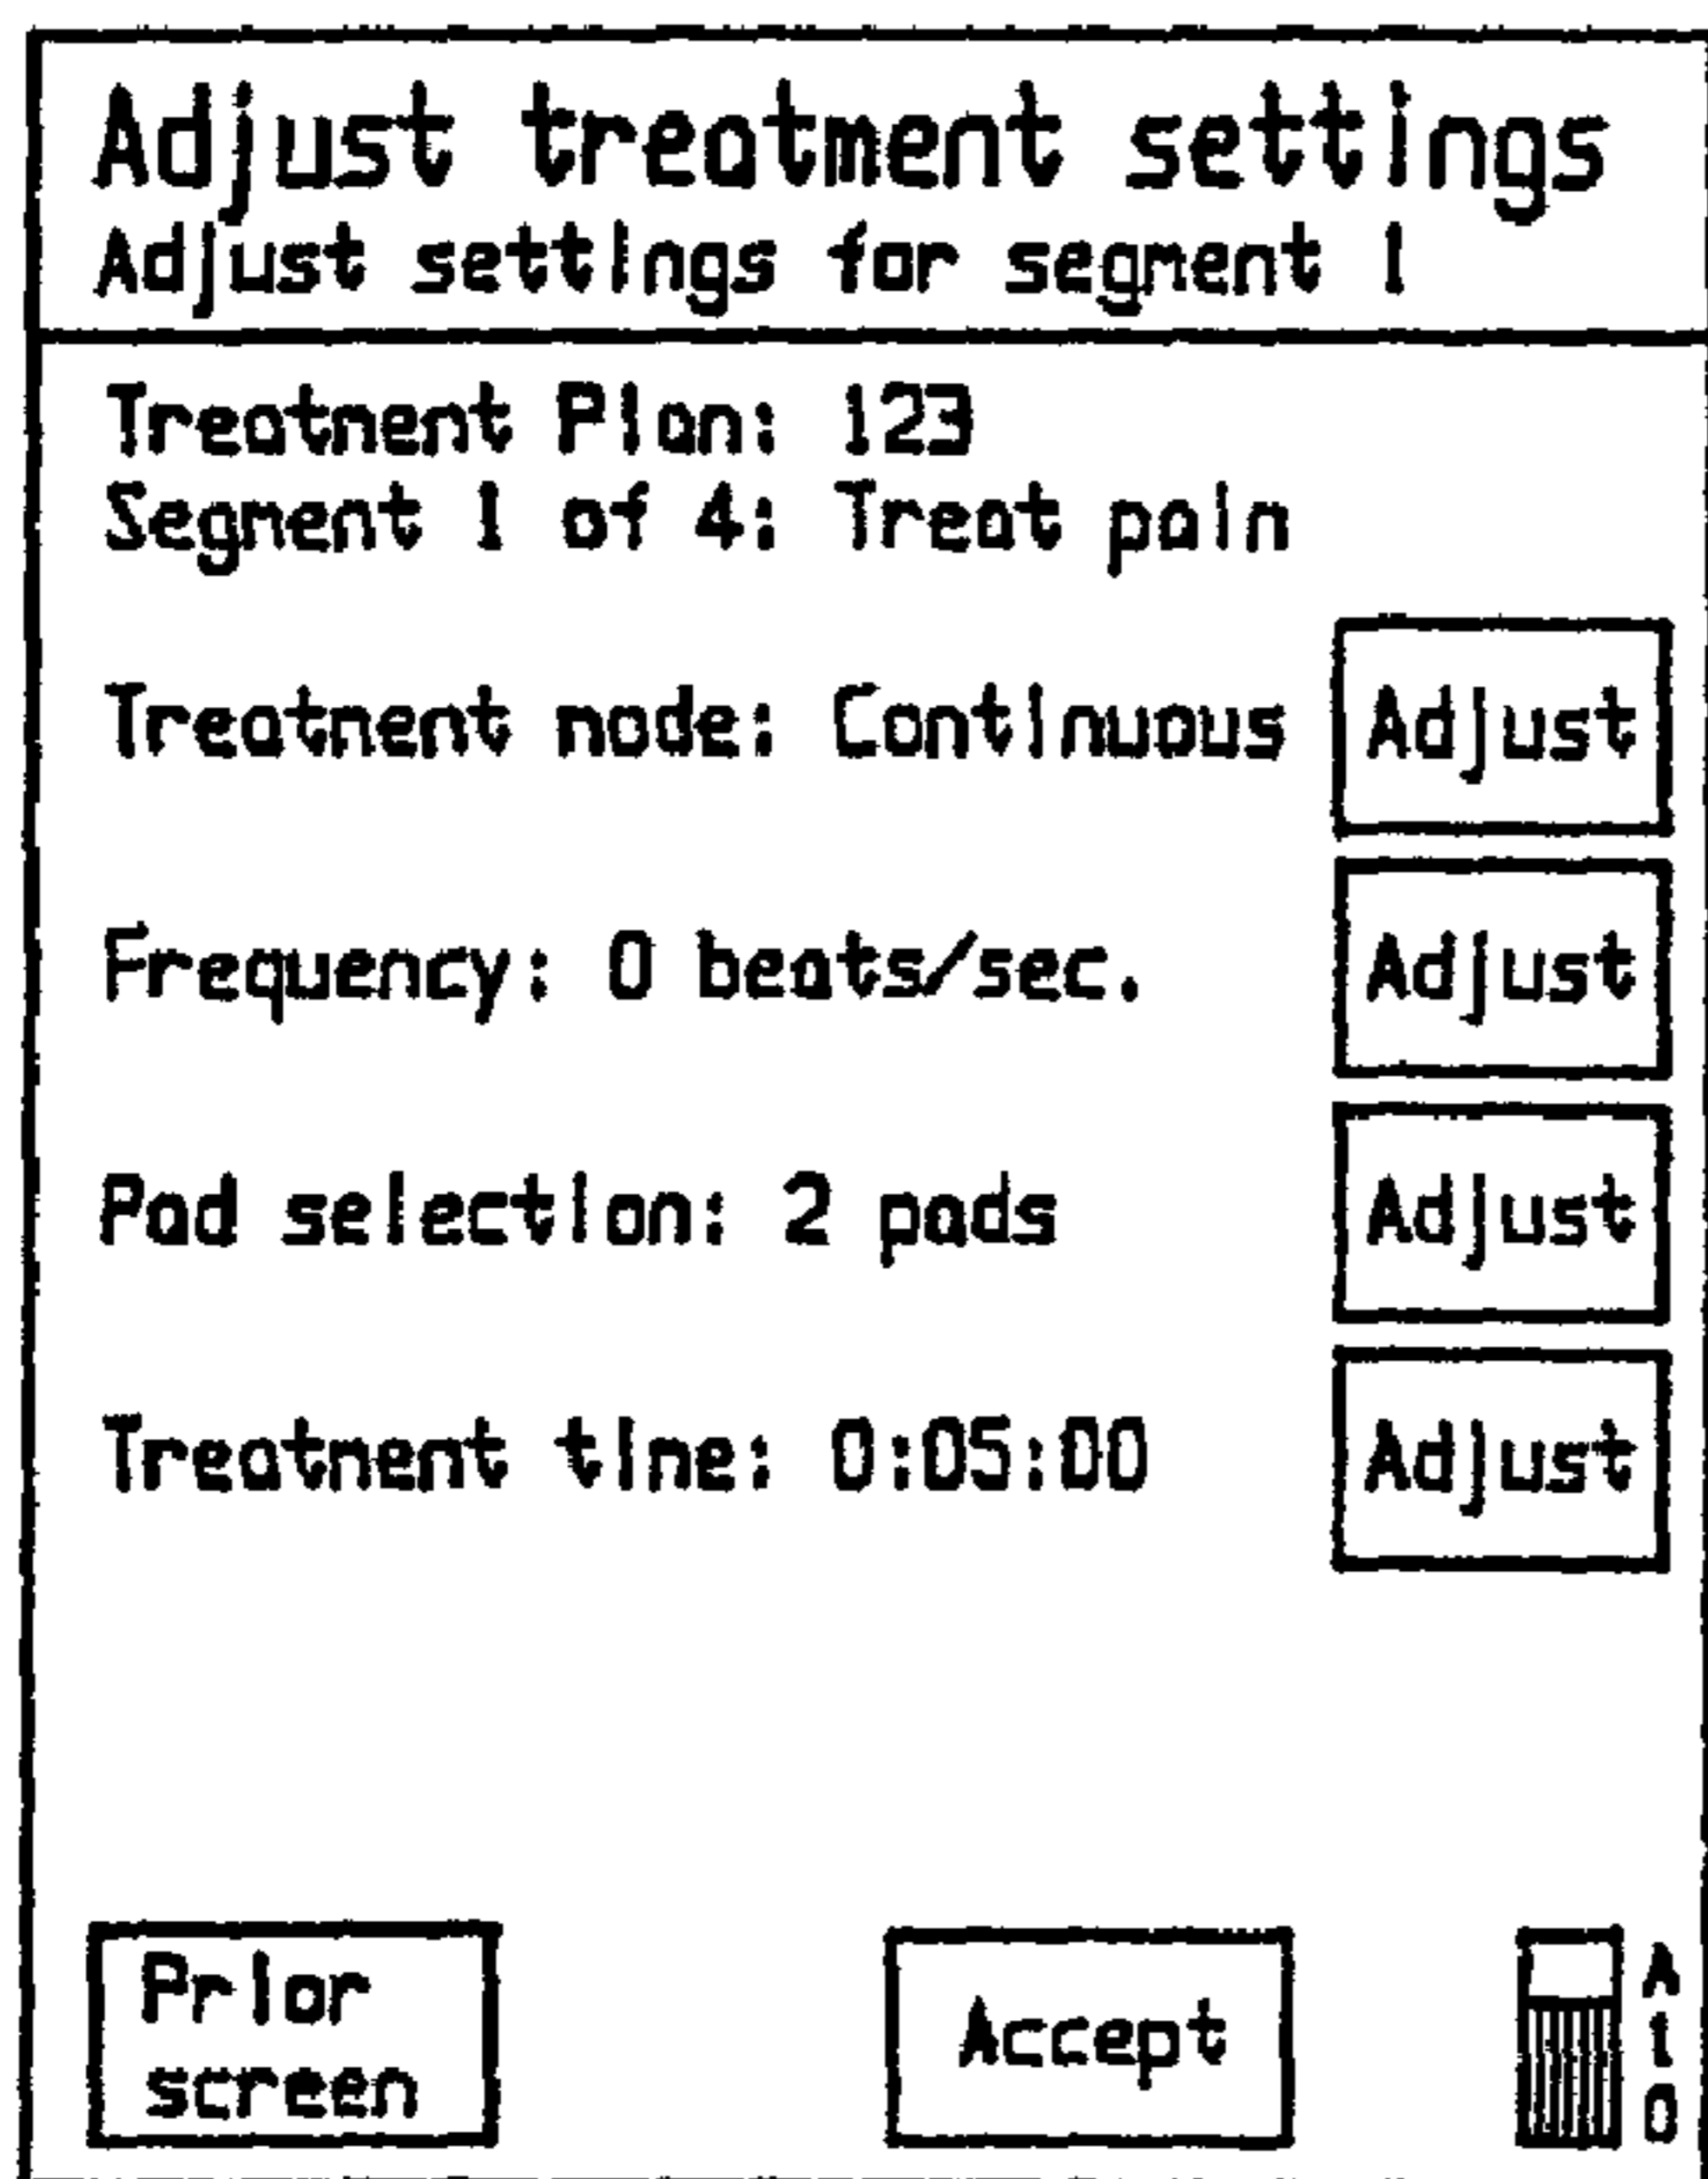 Adjust treatment settings
Adjust settings for segment 1
Treatment Plan: 123
Segment 1 of 4: Treat pain
Treatment mode: Continuous
Adjust
Frequency: 0 beats/sec.
Adjust
Pad selection: 2 pads
Adjust
Treatment time: 0:05:00
Adjust
Prior
screen
Accept
A
t
0